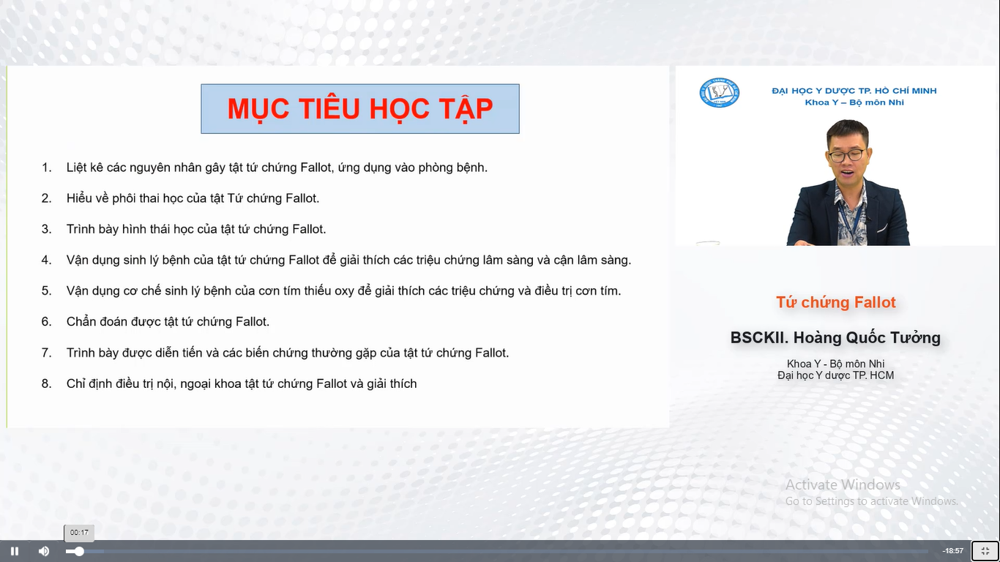 MỤC TIÊU HỌC TẬP
1. Liệt kê các nguyên nhân gây tật tứ chứng Fallot, ứng dụng vào phòng bệnh.
2. Hiểu về phôi thai học của tật Tứ chứng Fallot.
3. Trình bày hình thái học của tật tứ chứng Fallot.
4. Vận dụng sinh lý bệnh của tật tứ chứng Fallot để giải thích các triệu chứng lâm sàng và cận lâm sàng.
5. Vận dụng cơ chế sinh lý bệnh của cơn tím thiếu oxy để giải thích các triệu chứng và điều trị cơn tím.
6. Chẩn đoán được tật tứ chứng Fallot.
7. Trình bày được diễn tiến và các biến chứng thường gặp của tật tứ chứng Fallot.
8. Chỉ định điều trị nội, ngoại khoa tật tứ chứng Fallot và giải thích
ĐẠI HỌC Y DƯỢC TP. HỒ CHÍ MINH
Khoa Y – Bộ môn Nhi
Tứ chứng Fallot
BSCKII. Hoàng Quốc Tưởng
Khoa Y - Bộ môn Nhi
Đại học Y dược TP. HCM
Activate Windows
Go to Settings to activate Windows.
00:17
-18:57